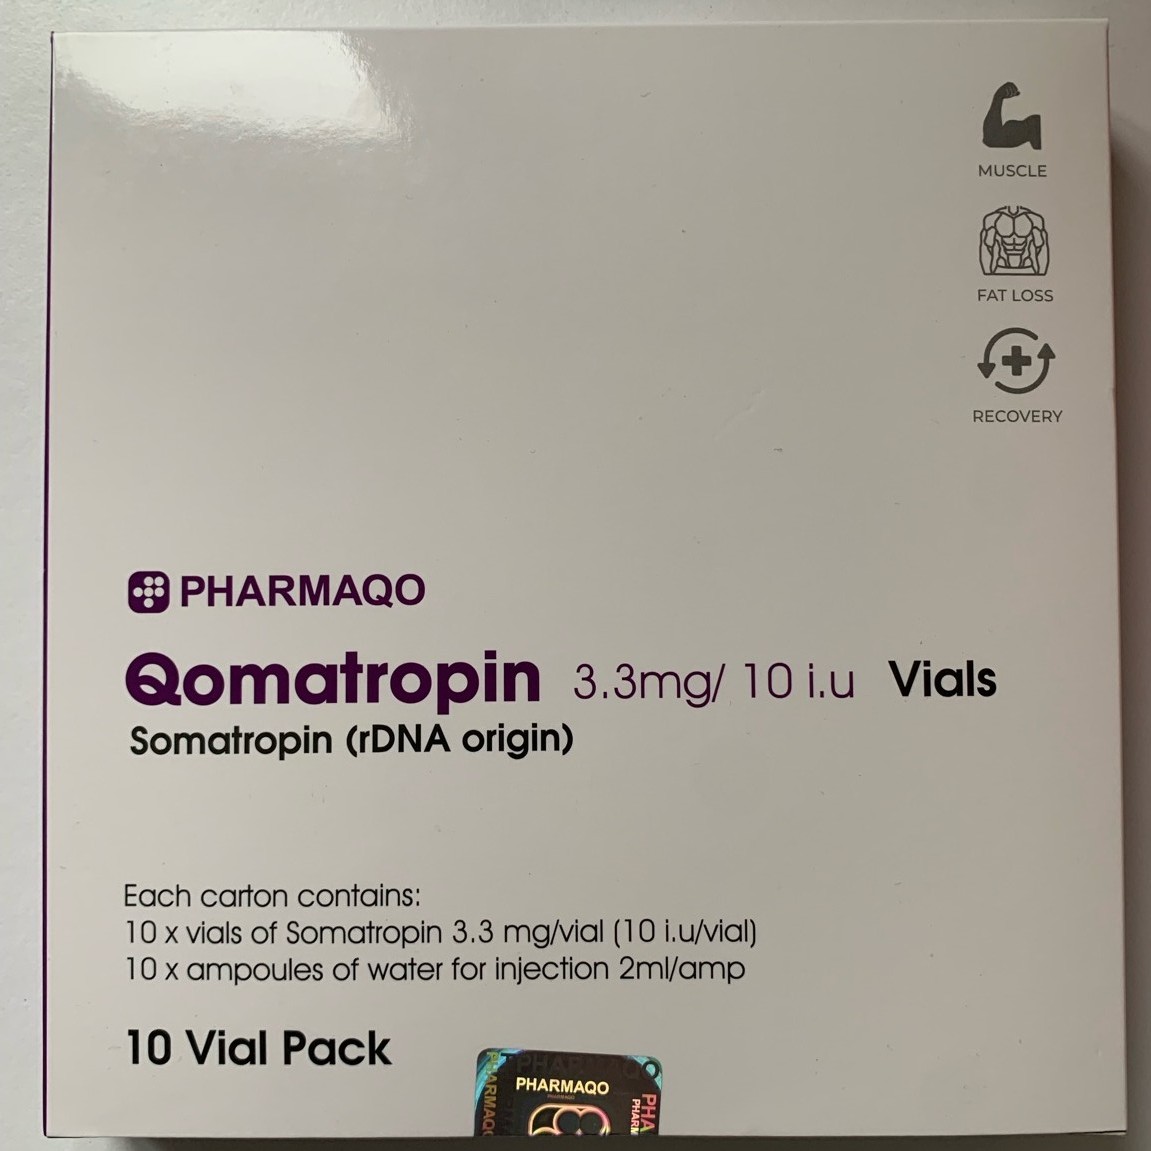 MUSCLE
FAT LOSS
RECOVERY
PHARMAQO
Qomatropin 3.3mg/ 10 i.u Vials
Somatropin (rDNA origin)
Each carton contains:
10 x vials of Somatropin 3.3 mg/vial (10 i.u/vial)
10 x ampoules of water for injection 2ml/amp
10 Vial Pack
PHARMAQO
PHARMAQO